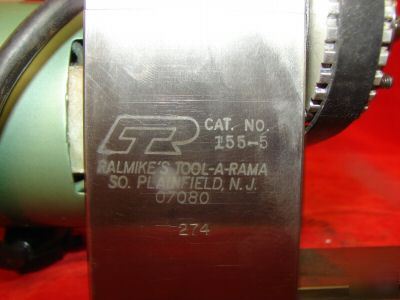 CAT. NO.
155-5
RALMIKE'S TOOL-A-RAMA
SO. PLAINFIELD, N. J.
07080
274